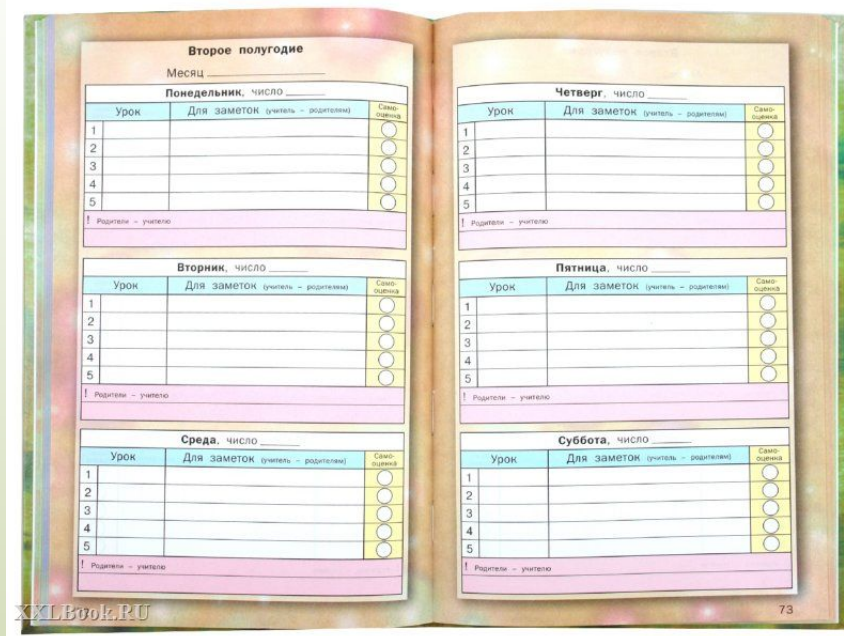 Второе полугодие
Месяц
Понедельник, число
Урок Для заметок (учитель – родителям) Само-
оценка
1
2
3
4
5
! Родители – учителю
Вторник, число
Урок Для заметок (учитель – родителям) Само-
оценка
1
2
3
4
5
! Родители – учителю
Среда, число
Урок Для заметок (учитель – родителям) Само-
оценка
1
2
3
4
5
! Родители – учителю
XXLBook.RU
Четверг, число
Урок Для заметок (учитель – родителям) Само-
оценка
1
2
3
4
5
! Родители – учителю
Пятница, число
Урок Для заметок (учитель – родителям) Само-
оценка
1
2
3
4
5
! Родители – учителю
Суббота, число
Урок Для заметок (учитель – родителям) Само-
оценка
1
2
3
4
5
! Родители – учителю
73